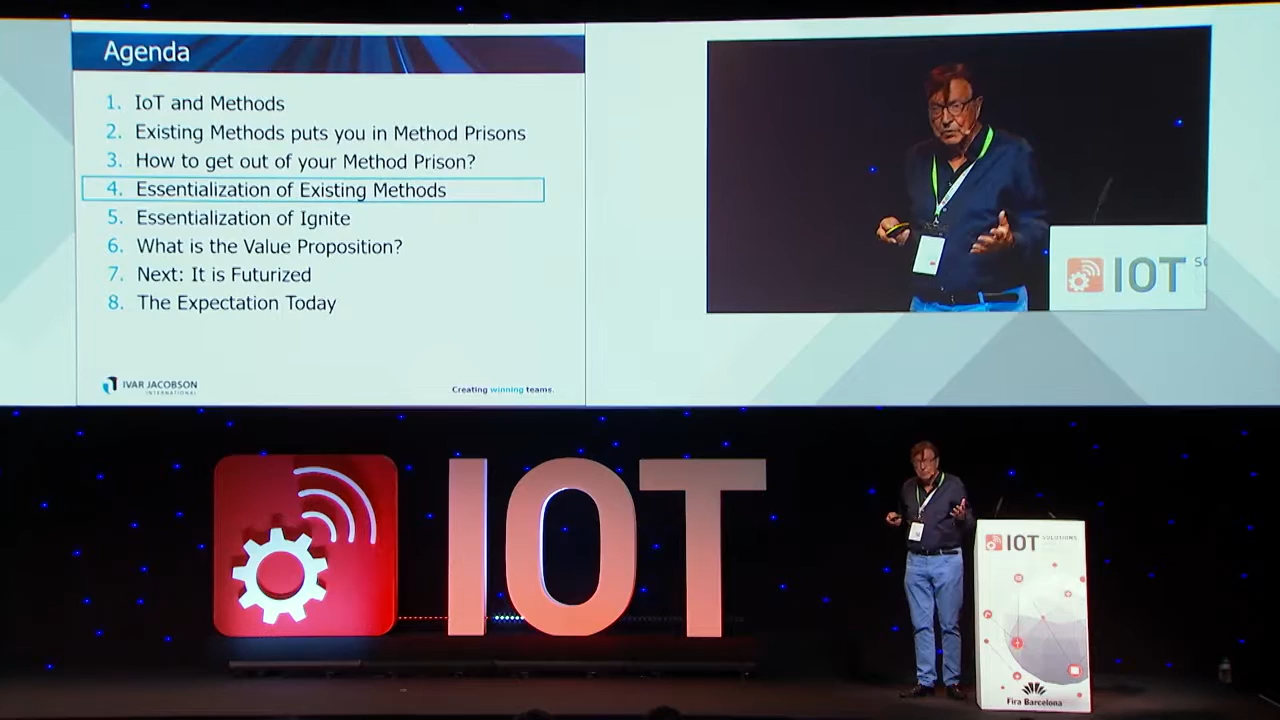 Agenda
1. IoT and Methods
2. Existing Methods puts you in Method Prisons
3. How to get out of your Method Prison?
4. Essentialization of Existing Methods
5. Essentialization of Ignite
6. What is the Value Proposition?
7. Next: It is Futurized
8. The Expectation Today
IVAR JACOBSON
INTERNATIONAL
Creating winning teams.
IOT
IOT
IOT SOLUTIONS
Fira Barcelona